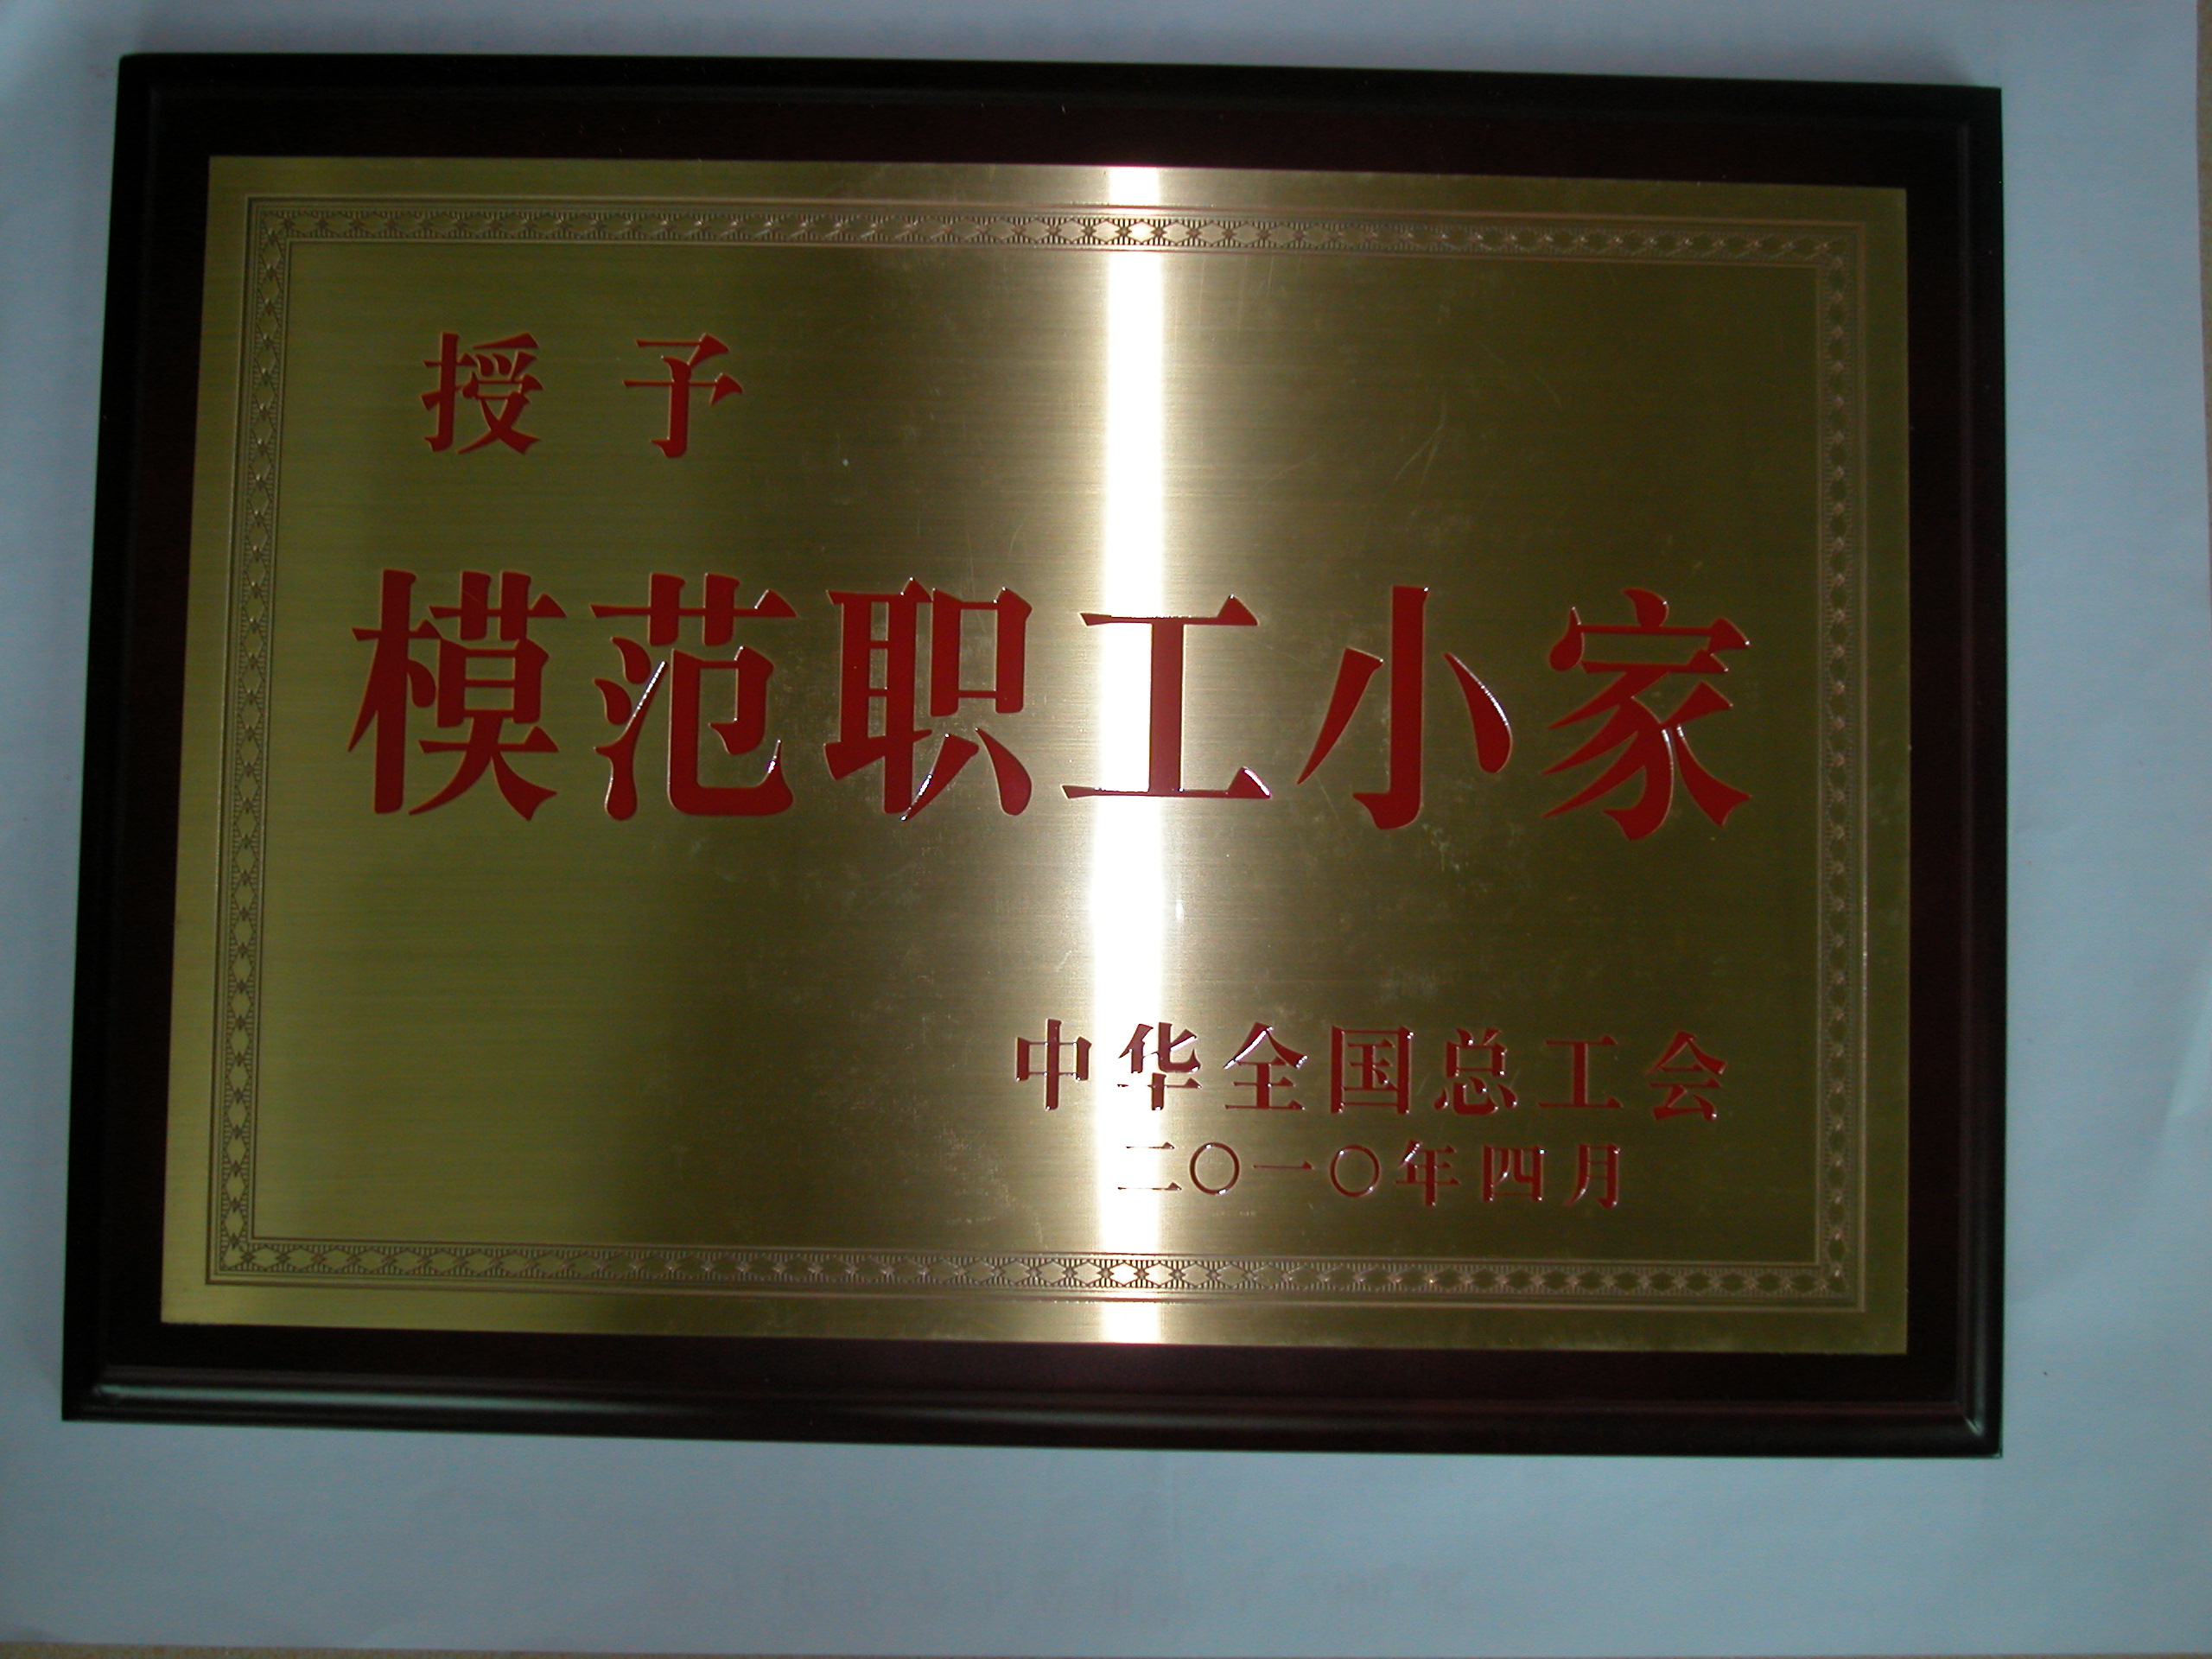 授予
模范职工小家
中华全国总工会
二〇一〇年四月